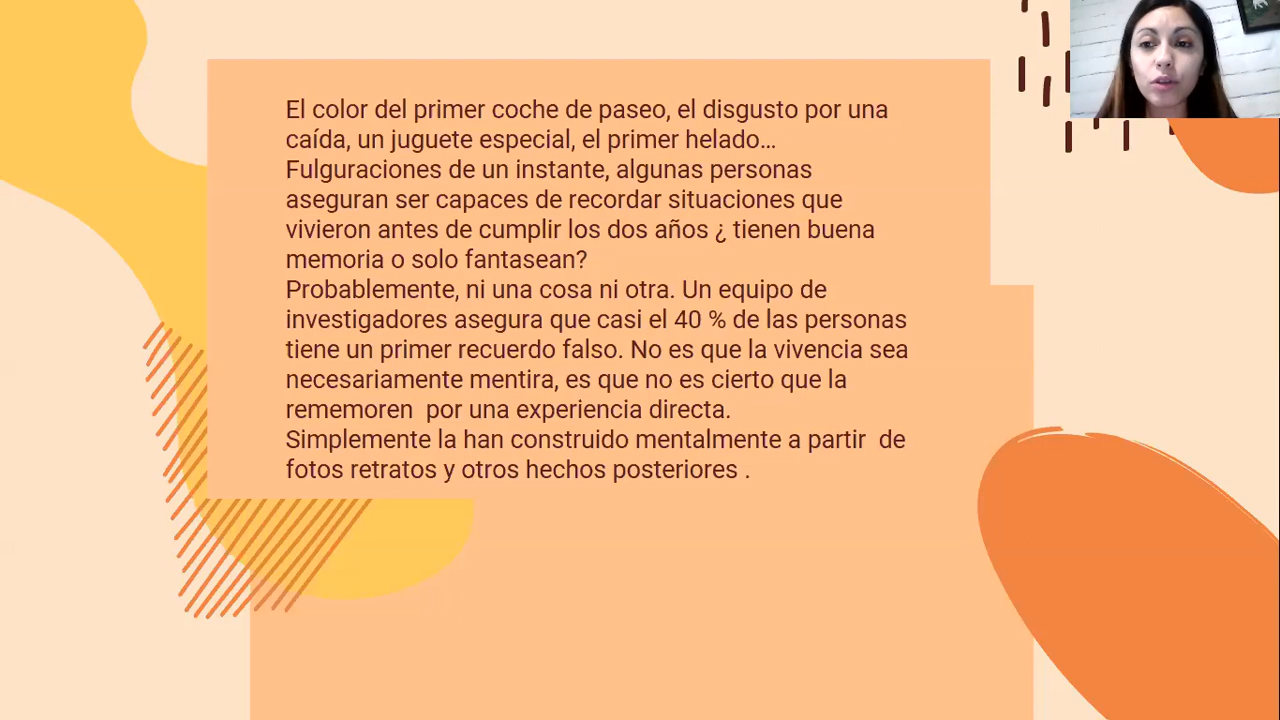 El color del primer coche de paseo, el disgusto por una
caída, un juguete especial, el primer helado…
Fulguraciones de un instante, algunas personas
aseguran ser capaces de recordar situaciones que
vivieron antes de cumplir los dos años ¿ tienen buena
memoria o solo fantasean?
Probablemente, ni una cosa ni otra. Un equipo de
investigadores asegura que casi el 40 % de las personas
tiene un primer recuerdo falso. No es que la vivencia sea
necesariamente mentira, es que no es cierto que la
rememoren  por una experiencia directa.
Simplemente la han construido mentalmente a partir  de
fotos retratos y otros hechos posteriores .